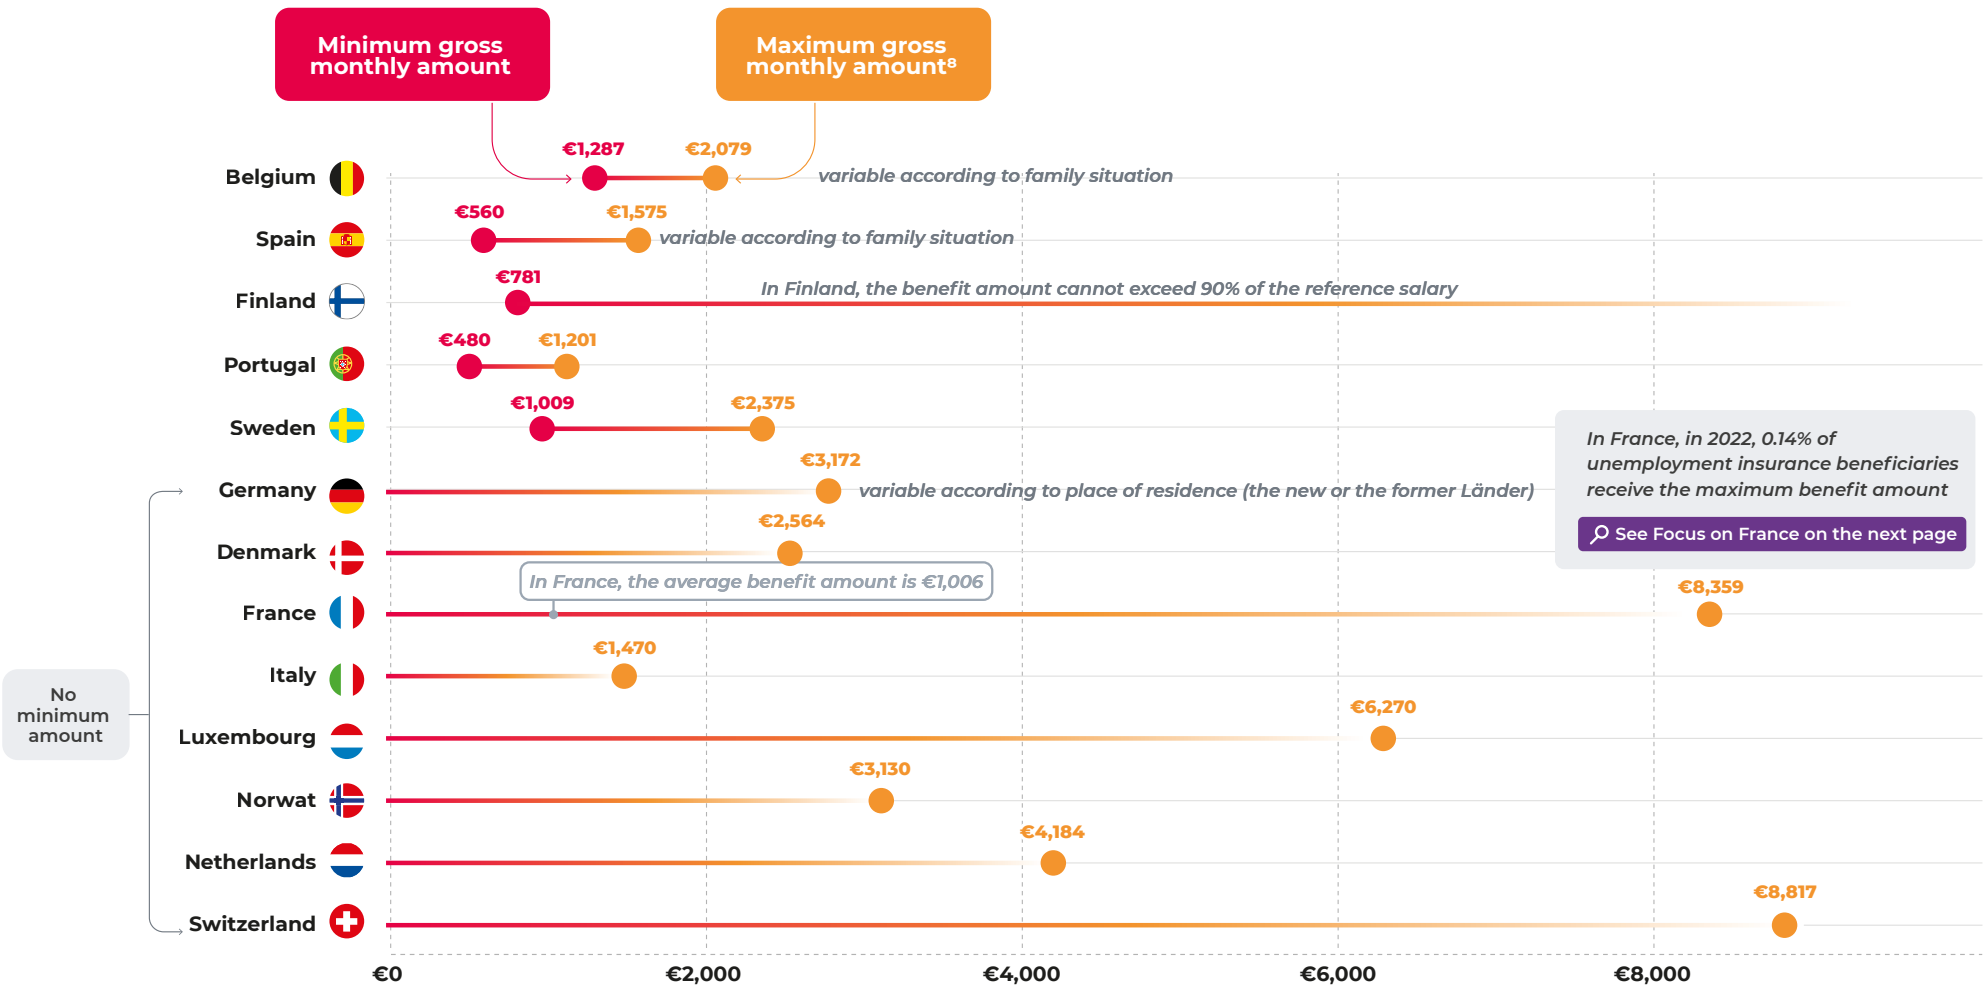 Minimum gross
monthly amount
Maximum gross
monthly amount⁸
€1,287
€2,079
Belgium
variable according to family situation
€560
€1,575
Spain
variable according to family situation
€781
Finland
In Finland, the benefit amount cannot exceed 90% of the reference salary
€480
€1,201
Portugal
€1,009
€2,375
Sweden
In France, in 2022, 0.14% of
unemployment insurance beneficiaries
receive the maximum benefit amount
See Focus on France on the next page
€3,172
Germany
variable according to place of residence (the new or the former Länder)
€2,564
Denmark
In France, the average benefit amount is €1,006
€8,359
France
€1,470
Italy
No
minimum
amount
€6,270
Luxembourg
€3,130
Norwat
€4,184
Netherlands
€8,817
Switzerland
€0
€2,000
€4,000
€6,000
€8,000